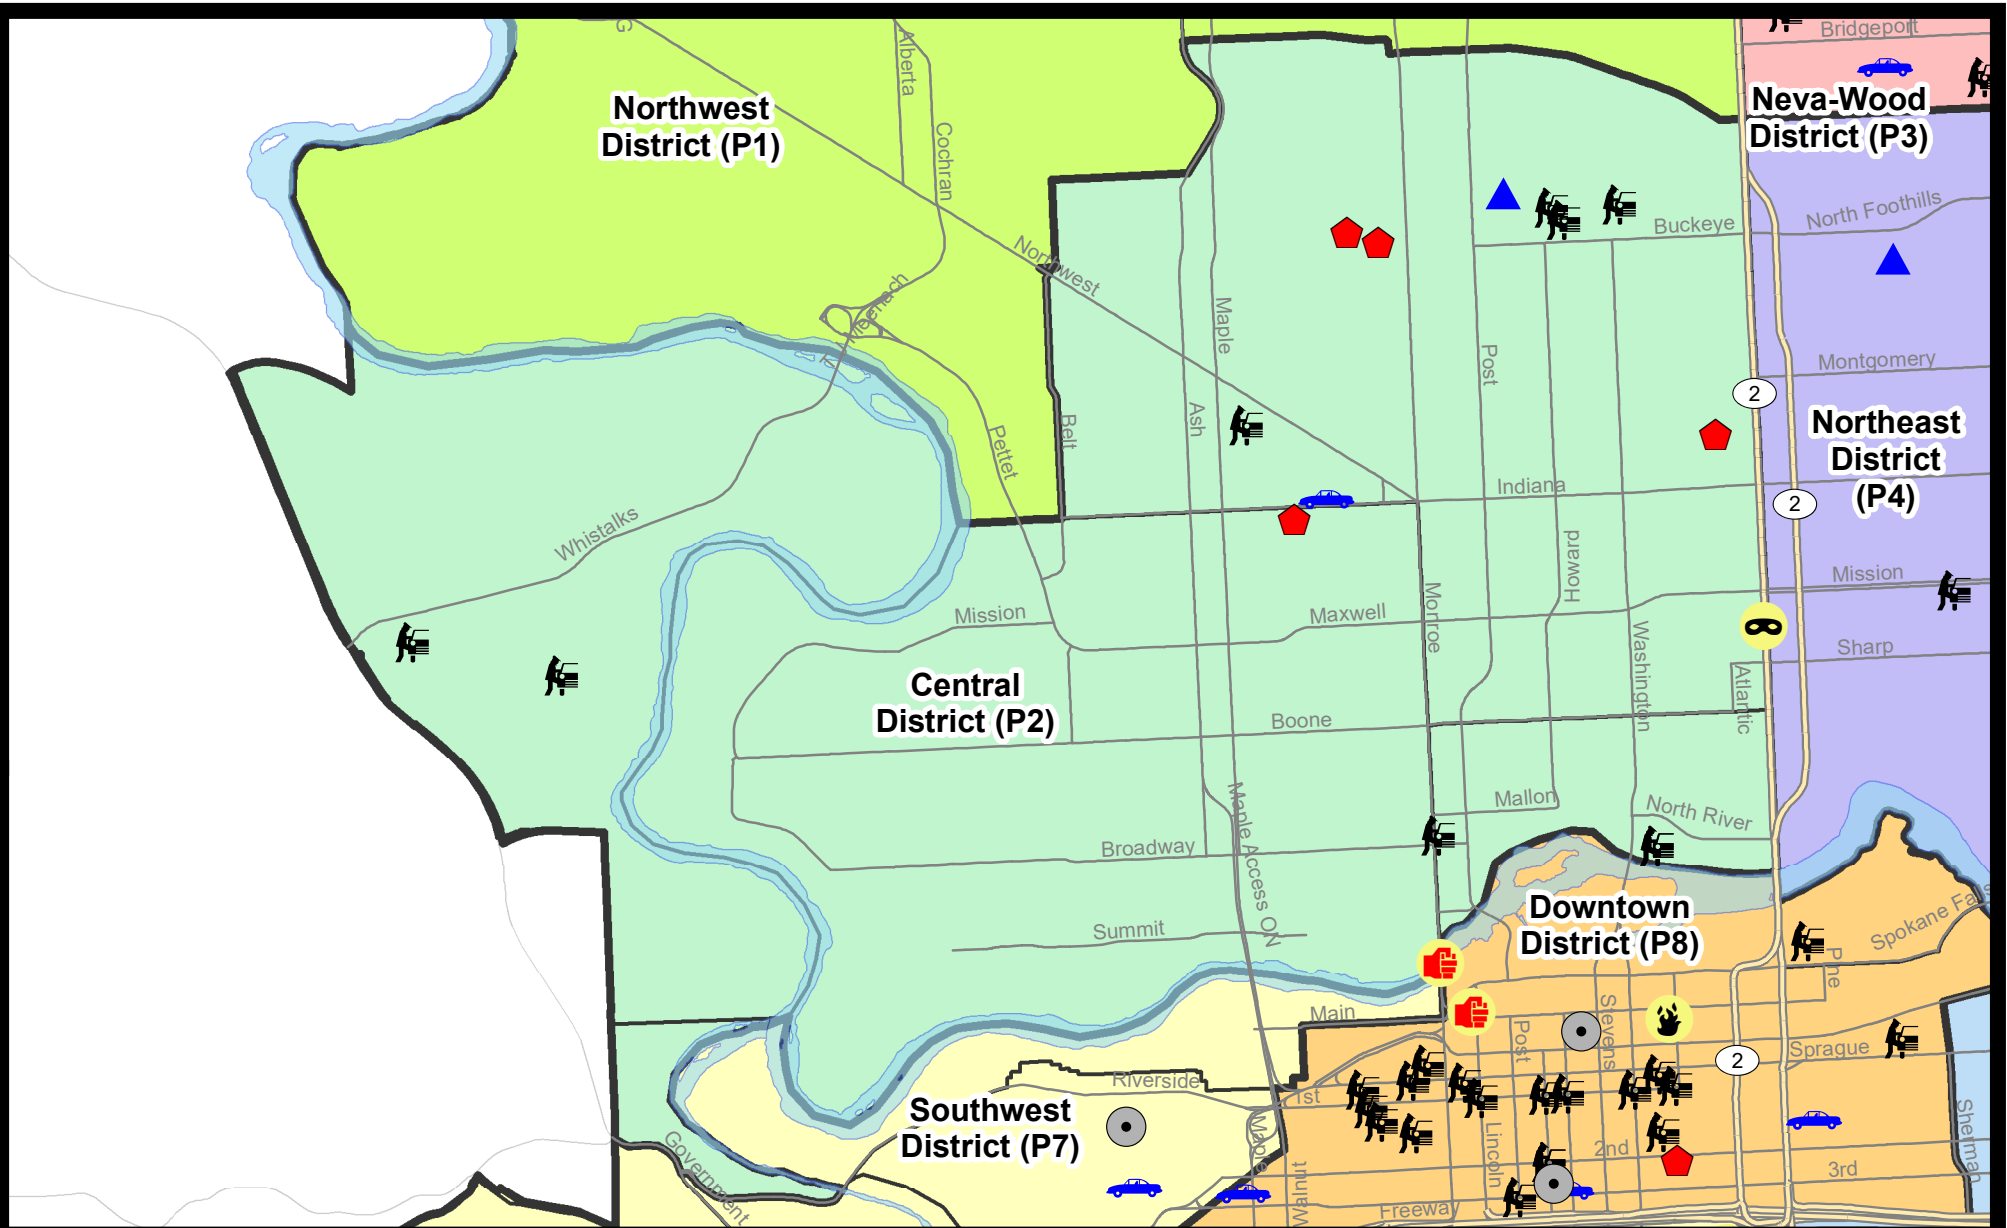 G
Alberta
Bridgeport
Northwest
District (P1)
Neva-Wood
District (P3)
Cochran
North Foothills
Buckeye
Northwest
T J Meenach
Maple
Post
Montgomery
2
Ash
Belt
Pettet
Northeast
District
(P4)
Indiana
2
Whistalks
Howard
Mission
Mission
Maxwell
Monroe
Washington
Sharp
Atlantic
Central
District (P2)
Boone
Mallon
North River
Maple Access ON
Broadway
Summit
Downtown
District (P8)
Spokane Fa
Pine
Main
Post
Stevens
2
Sprague
Riverside
1st
Southwest
District (P7)
Maple
Lincoln
2nd
3rd
Sherman
Government
Walnut
Freeway